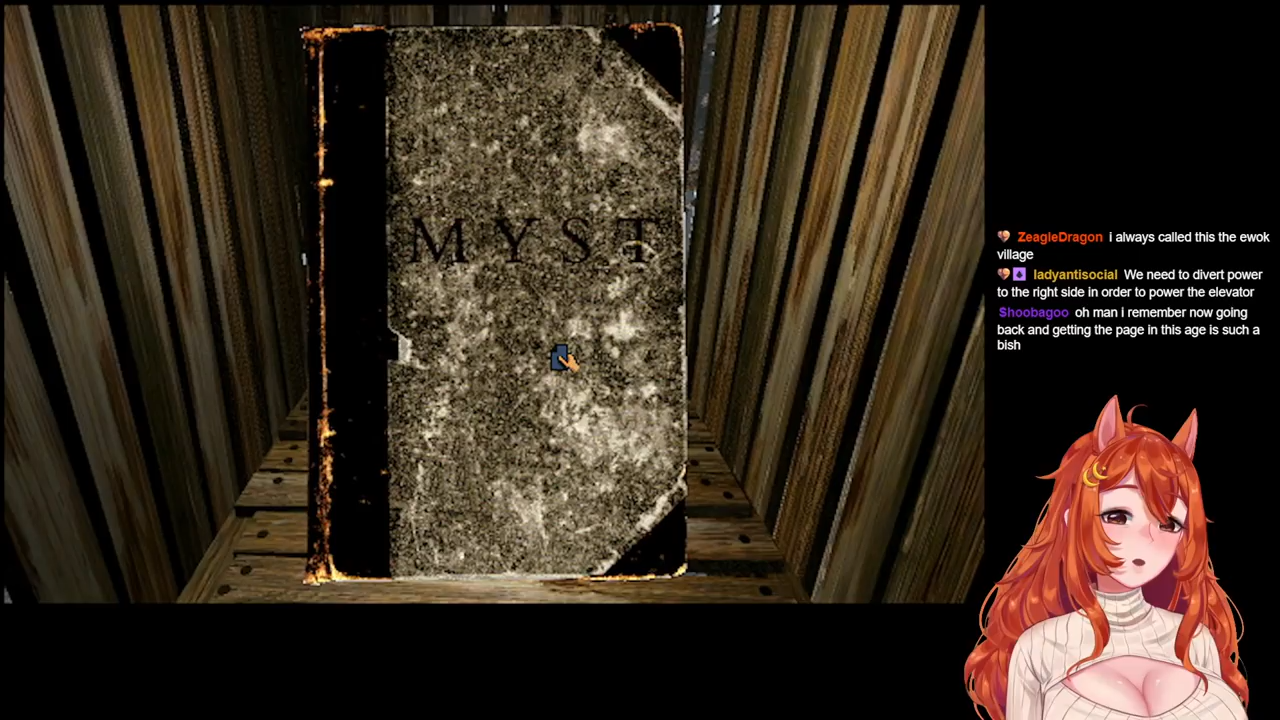 MYST
ZeagleDragon i always called this the ewok
village
ladyantisocial We need to divert power
to the right side in order to power the elevator
Shoobagoo oh man i remember now going
back and getting the page in this age is such a
bish